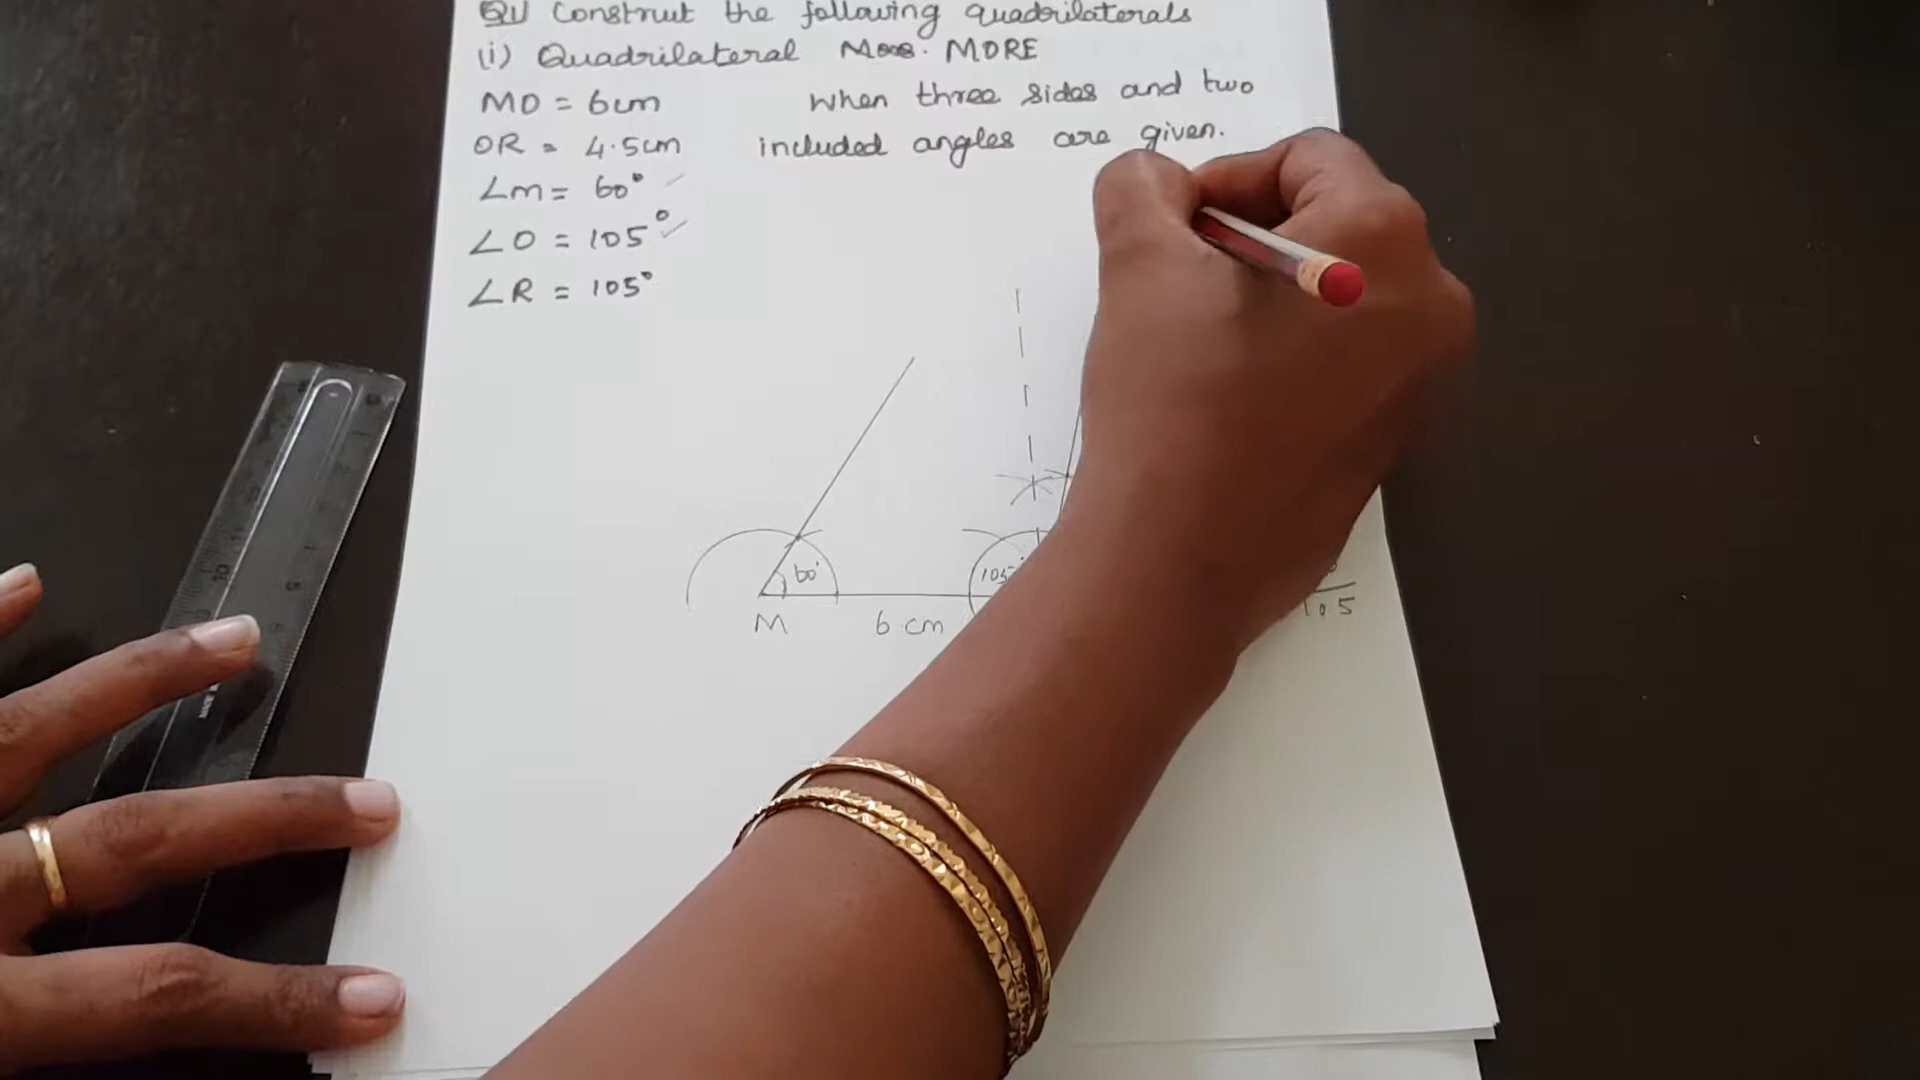 Q1 Construct the following quadrilaterals
(i) Quadrilateral MORE
MO = 6cm
When three sides and two
OR = 4.5cm
included angles are given.
∠M = 60°
∠O = 105°
∠R = 105°
60°
105
105
M
6 cm
10